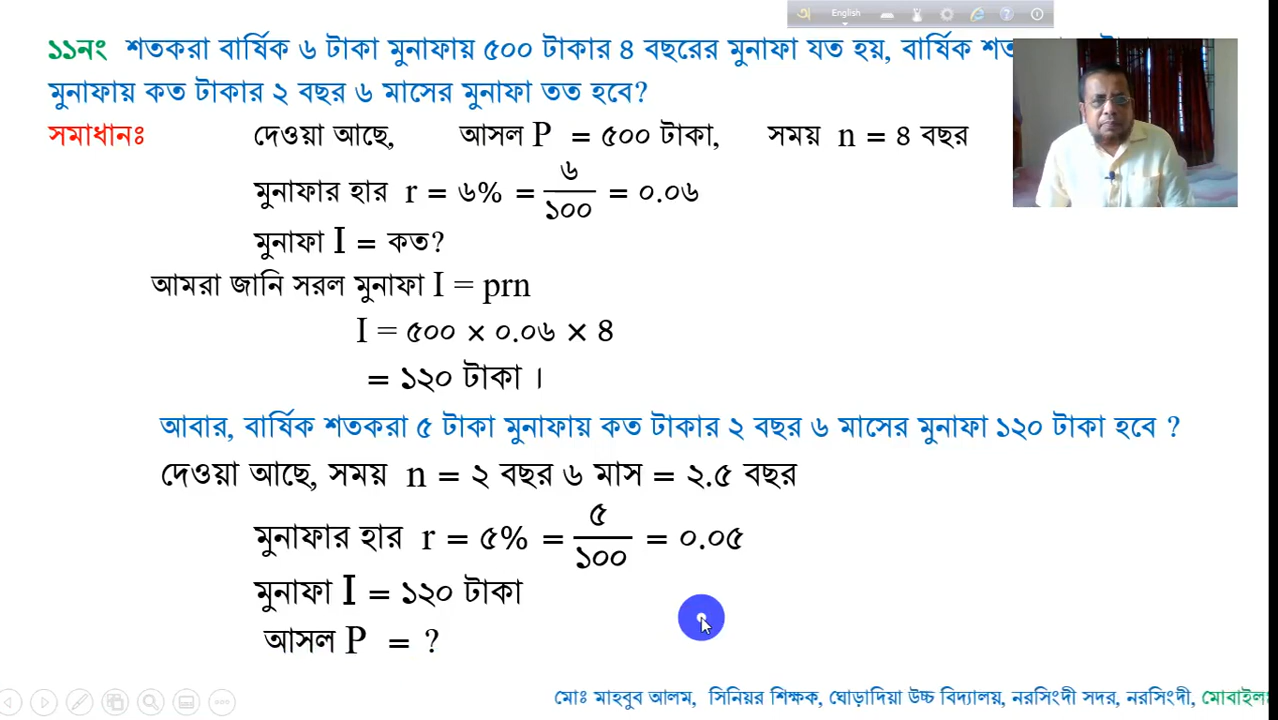 English
১১নং শতকরা বার্ষিক ৬ টাকা মুনাফায় ৫০০ টাকার ৪ বছরের মুনাফা যত হয়, বার্ষিক
মুনাফায় কত টাকার ২ বছর ৬ মাসের মুনাফা তত হবে?
সমাধানঃ দেওয়া আছে, আসল P = ৫০০ টাকা, সময় n = ৪ বছর
মুনাফার হার r = ৬% = ৬/১০০ = ০.০৬
মুনাফা I = কত?
আমরা জানি সরল মুনাফা I = prn
I = ৫০০ × ০.০৬ × ৪
= ১২০ টাকা ।
আবার, বার্ষিক শতকরা ৫ টাকা মুনাফায় কত টাকার ২ বছর ৬ মাসের মুনাফা ১২০ টাকা হবে ?
দেওয়া আছে, সময় n = ২ বছর ৬ মাস = ২.৫ বছর
মুনাফার হার r = ৫% = ৫/১০০ = ০.০৫
মুনাফা I = ১২০ টাকা
আসল P = ?
মোঃ মাহবুব আলম, সিনিয়র শিক্ষক, ঘোড়াদিয়া উচ্চ বিদ্যালয়, নরসিংদী সদর, নরসিংদী, মোবাইল: